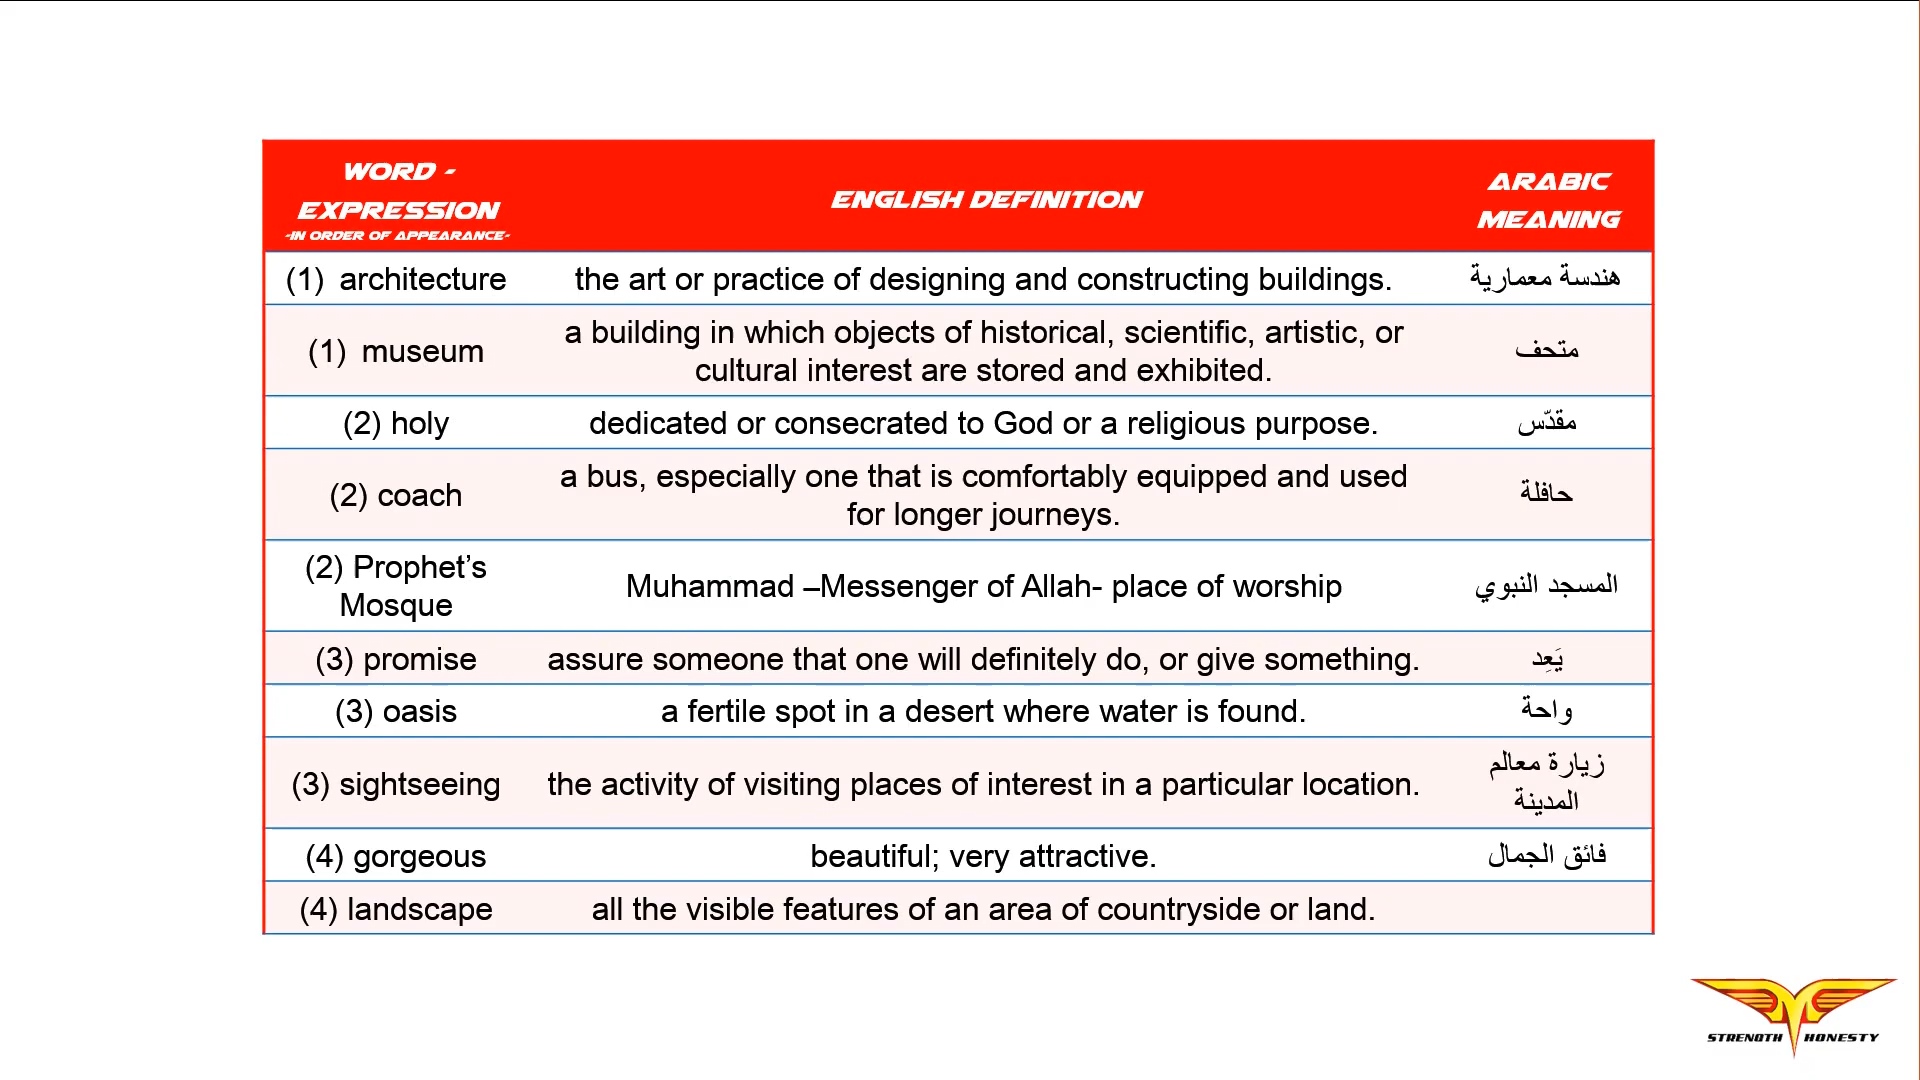 WORD - EXPRESSION
-IN ORDER OF APPEARANCE-
ENGLISH DEFINITION
ARABIC MEANING
(1) architecture
the art or practice of designing and constructing buildings.
هندسة معمارية
(1) museum
a building in which objects of historical, scientific, artistic, or
cultural interest are stored and exhibited.
متحف
(2) holy
dedicated or consecrated to God or a religious purpose.
مقدّس
(2) coach
a bus, especially one that is comfortably equipped and used
for longer journeys.
حافلة
(2) Prophet’s
Mosque
Muhammad –Messenger of Allah- place of worship
المسجد النبوي
(3) promise
assure someone that one will definitely do, or give something.
يَعِد
(3) oasis
a fertile spot in a desert where water is found.
واحة
(3) sightseeing
the activity of visiting places of interest in a particular location.
زيارة معالم
المدينة
(4) gorgeous
beautiful; very attractive.
فائق الجمال
(4) landscape
all the visible features of an area of countryside or land.
STRENGTH HONESTY